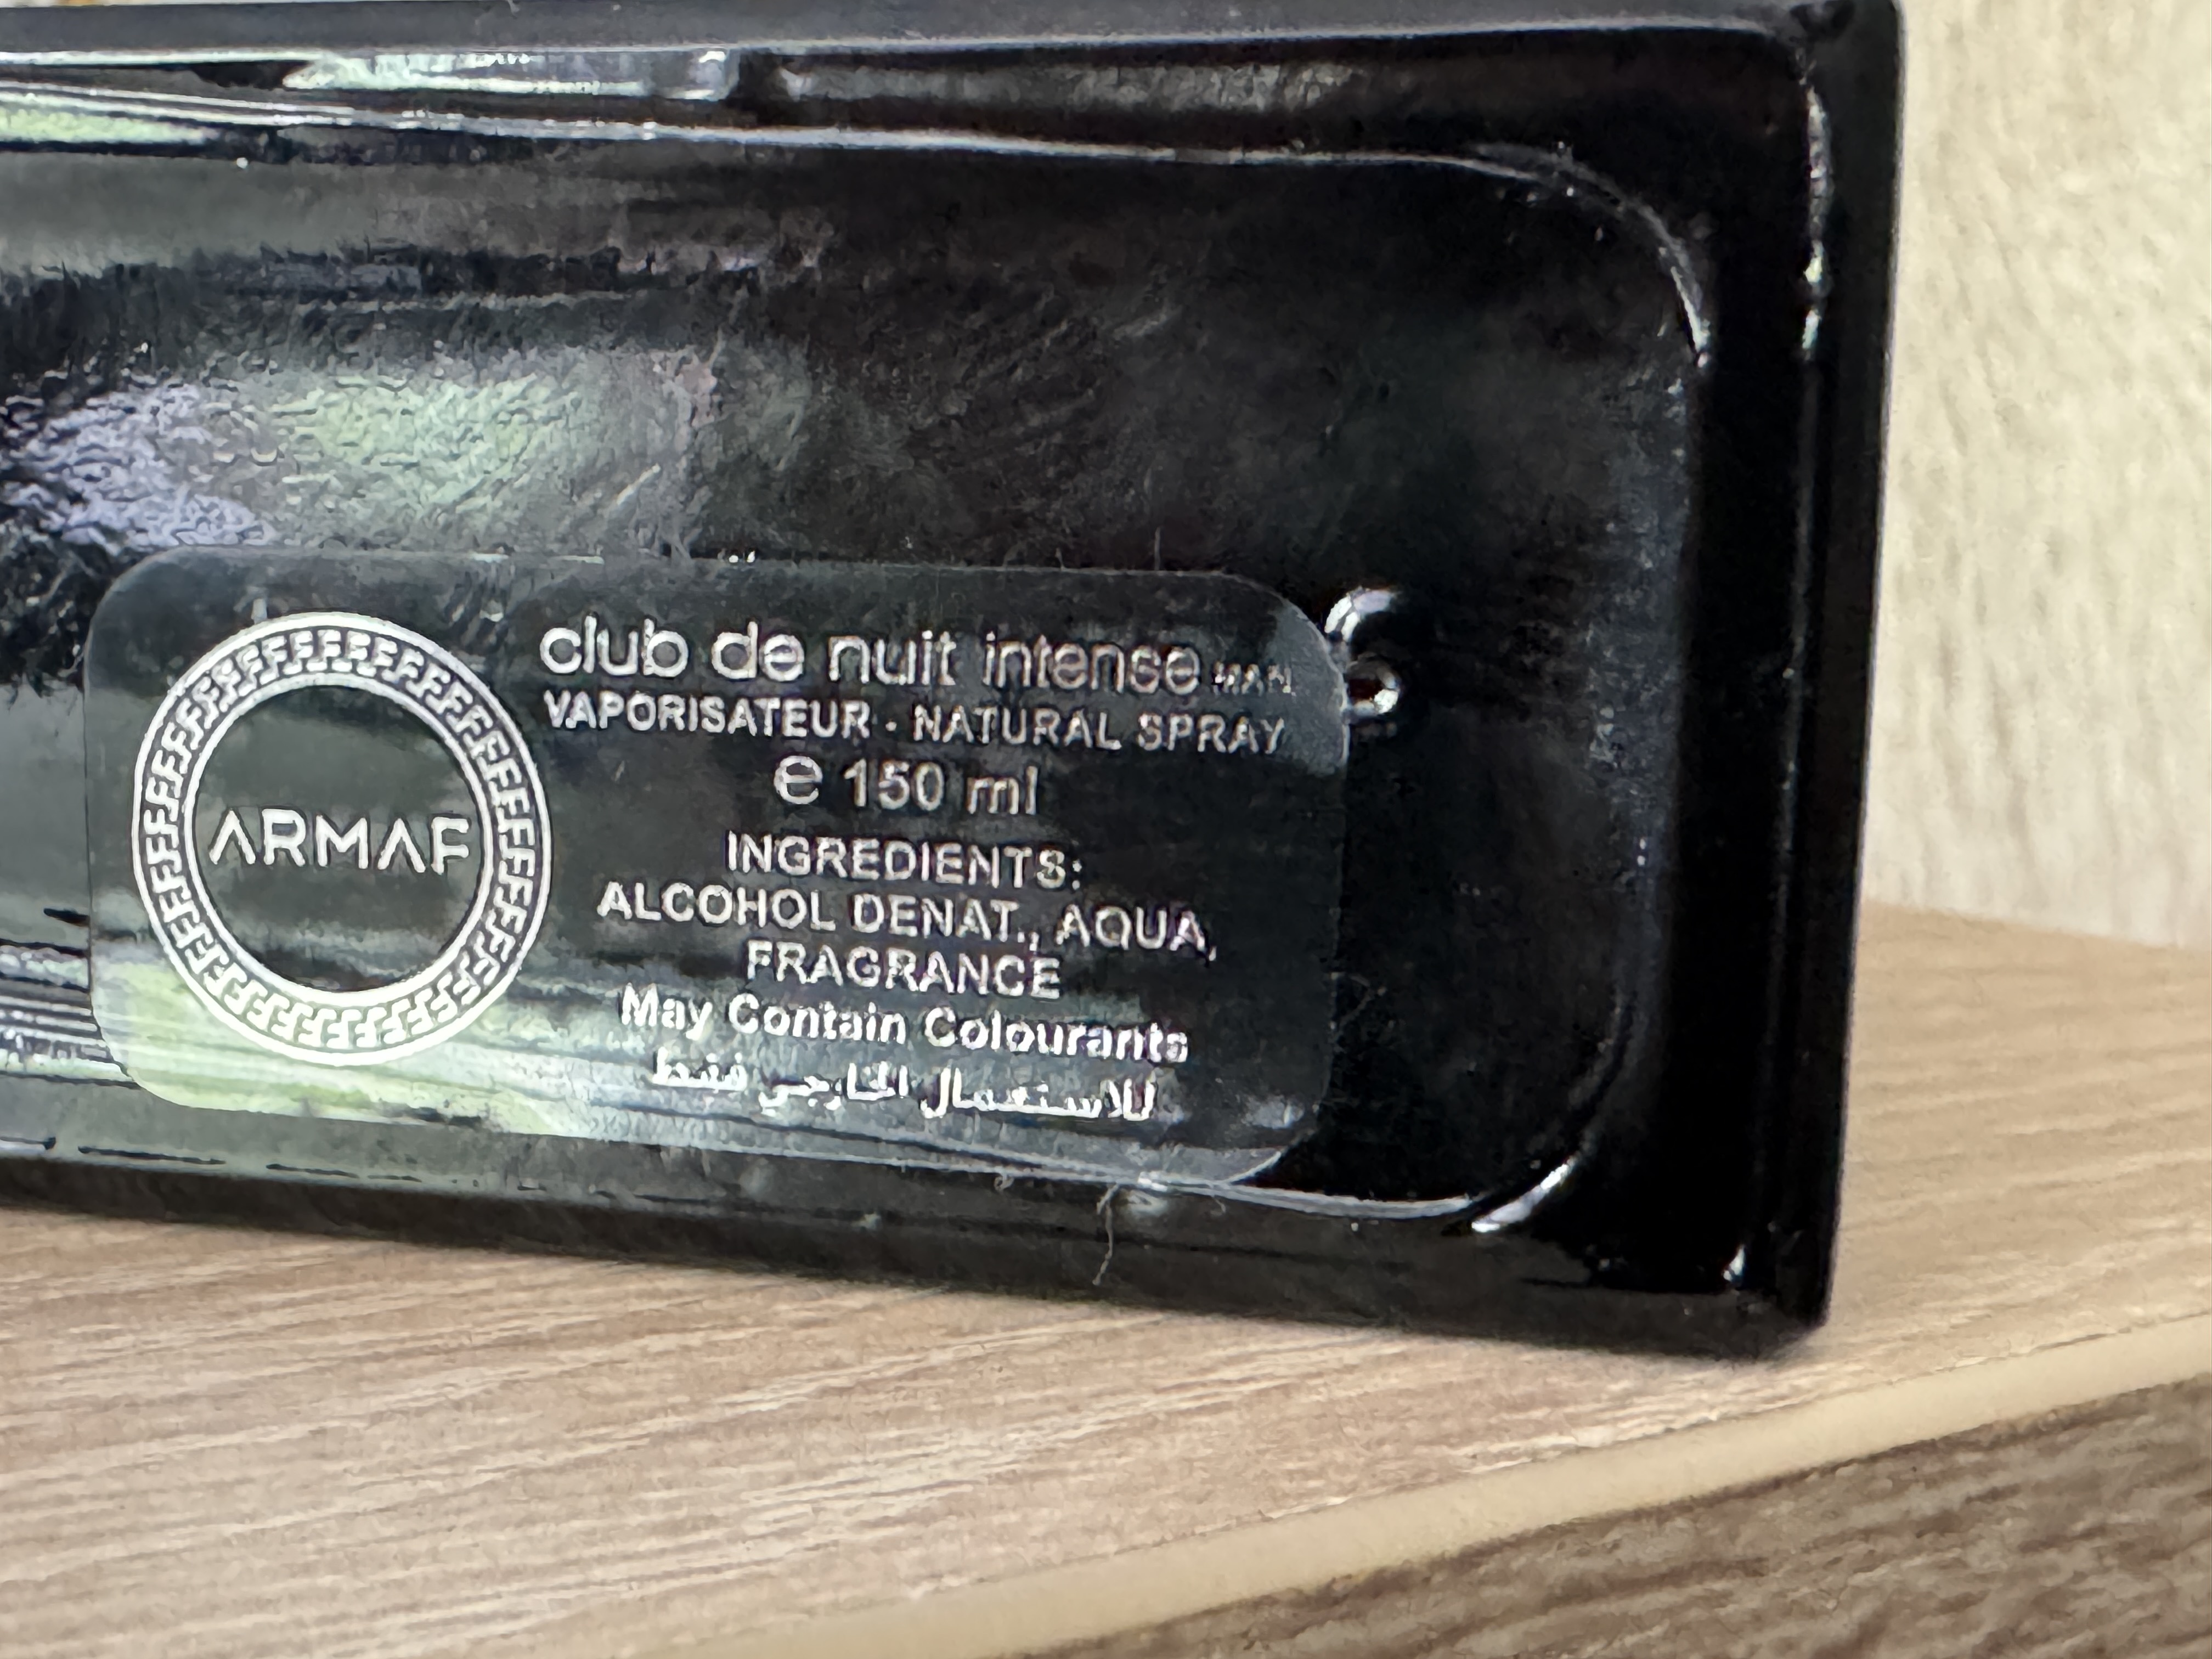 ARMAF
club de nuit intense MAN
VAPORISATEUR · NATURAL SPRAY
e 150 ml
INGREDIENTS:
ALCOHOL DENAT., AQUA,
FRAGRANCE
May Contain Colourants
للاستعمال الخارجي فقط